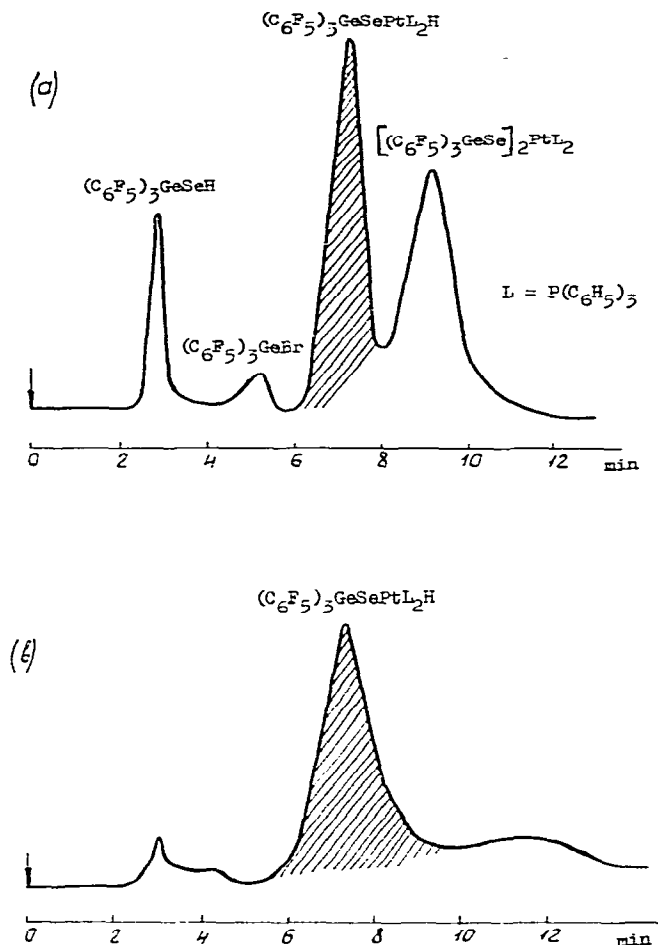 (C6F5)3GeSePtL2H
(a)
[(C6F5)3GeSe]2PtL2
(C6F5)3GeSeH
L = P(C6H5)3
(C6F5)3GeBr
0 2 4 6 8 10 12 min
(C6F5)3GeSePtL2H
(б)
0 2 4 6 8 10 12 min